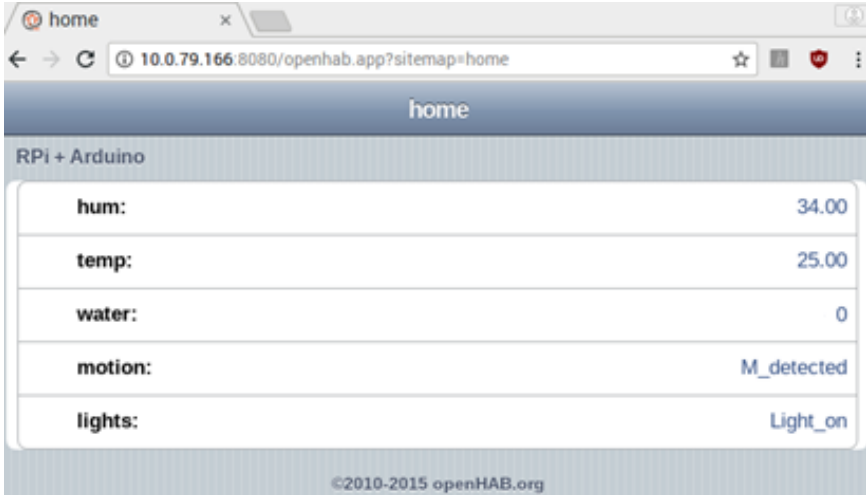 home
10.0.79.166:8080/openhab.app?sitemap=home
home
RPi + Arduino
hum: 34.00
temp: 25.00
water: 0
motion: M_detected
lights: Light_on
©2010-2015 openHAB.org